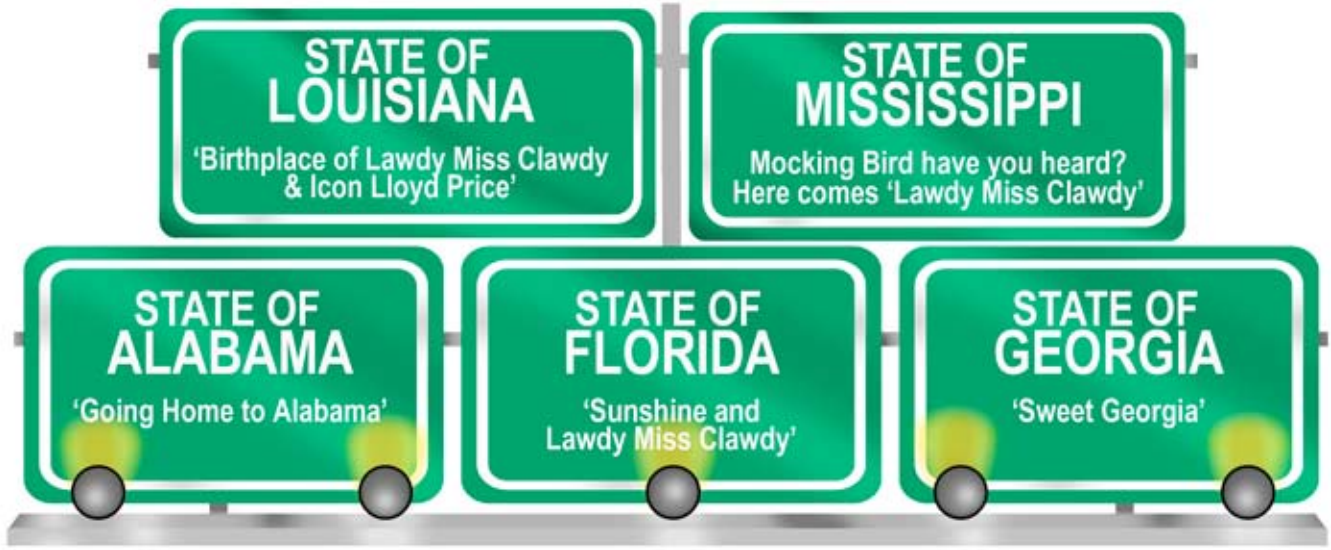 STATE OF
LOUISIANA
‘Birthplace of Lawdy Miss Clawdy
& Icon Lloyd Price’
STATE OF
MISSISSIPPI
Mocking Bird have you heard?
Here comes ‘Lawdy Miss Clawdy’
STATE OF
ALABAMA
‘Going Home to Alabama’
STATE OF
FLORIDA
‘Sunshine and
Lawdy Miss Clawdy’
STATE OF
GEORGIA
‘Sweet Georgia’